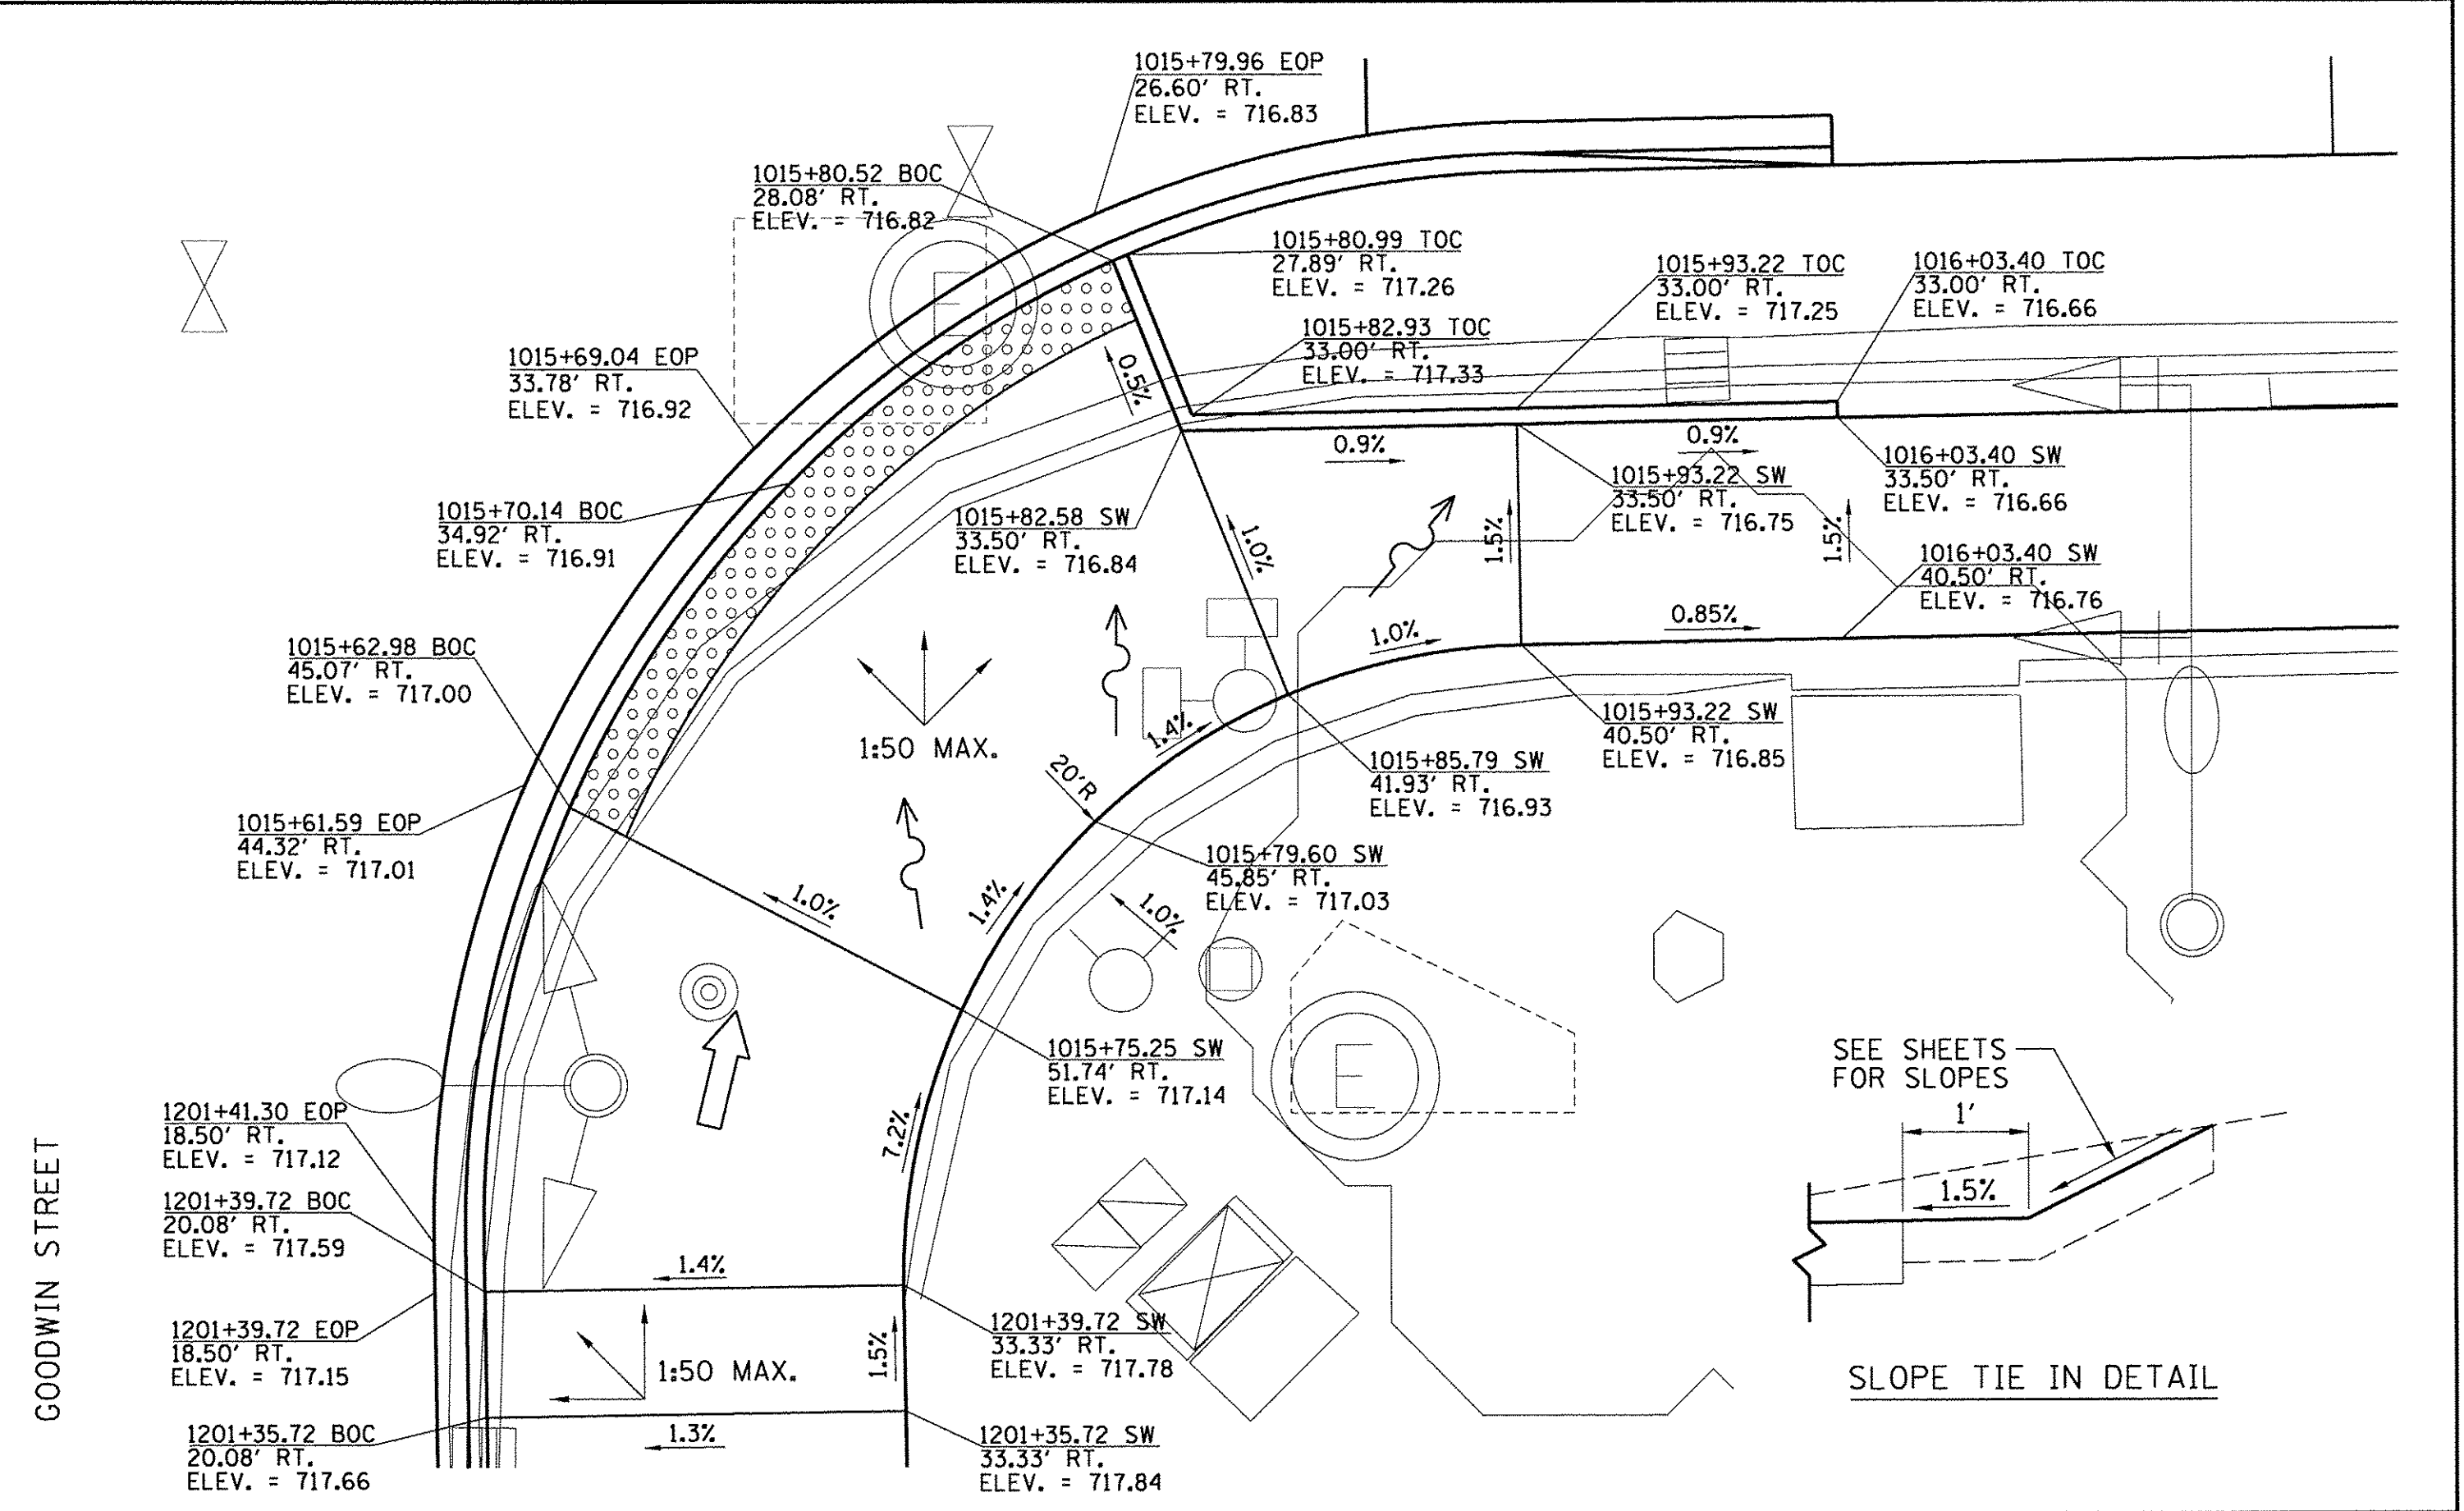 1015+79.96 EOP
26.60' RT.
ELEV. = 716.83
1015+80.52 BOC
28.08' RT.
ELEV. = 716.82
E
1015+80.99 TOC
27.89' RT.
ELEV. = 717.26
1015+93.22 TOC
33.00' RT.
ELEV. = 717.25
1016+03.40 TOC
33.00' RT.
ELEV. = 716.66
1015+82.93 TOC
33.00' RT.
ELEV. = 717.33
1015+69.04 EOP
33.78' RT.
ELEV. = 716.92
0.5%
0.9%
0.9%
1016+03.40 SW
33.50' RT.
ELEV. = 716.66
1015+93.22 SW
33.50' RT.
ELEV. = 716.75
1015+70.14 BOC
34.92' RT.
ELEV. = 716.91
1015+82.58 SW
33.50' RT.
ELEV. = 716.84
1.0%
1.5%
1.5%
1016+03.40 SW
40.50' RT.
ELEV. = 716.76
1.0%
0.85%
1015+62.98 BOC
45.07' RT.
ELEV. = 717.00
1:50 MAX.
1.4%
1015+93.22 SW
40.50' RT.
ELEV. = 716.85
1015+85.79 SW
41.93' RT.
ELEV. = 716.93
20'R
1015+61.59 EOP
44.32' RT.
ELEV. = 717.01
1015+79.60 SW
45.85' RT.
ELEV. = 717.03
1.0%
1.4%
1.0%
1015+75.25 SW
51.74' RT.
ELEV. = 717.14
E
SEE SHEETS
FOR SLOPES
1'
1.5%
SLOPE TIE IN DETAIL
1201+41.30 EOP
18.50' RT.
ELEV. = 717.12
7.2%
1201+39.72 BOC
20.08' RT.
ELEV. = 717.59
1.4%
1201+39.72 EOP
18.50' RT.
ELEV. = 717.15
1:50 MAX.
1.5%
1201+39.72 SW
33.33' RT.
ELEV. = 717.78
1201+35.72 BOC
20.08' RT.
ELEV. = 717.66
1.3%
1201+35.72 SW
33.33' RT.
ELEV. = 717.84
GOODWIN STREET